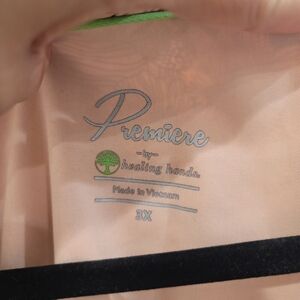 Premiere
-by-
healing hands
Made in Vietnam
3X